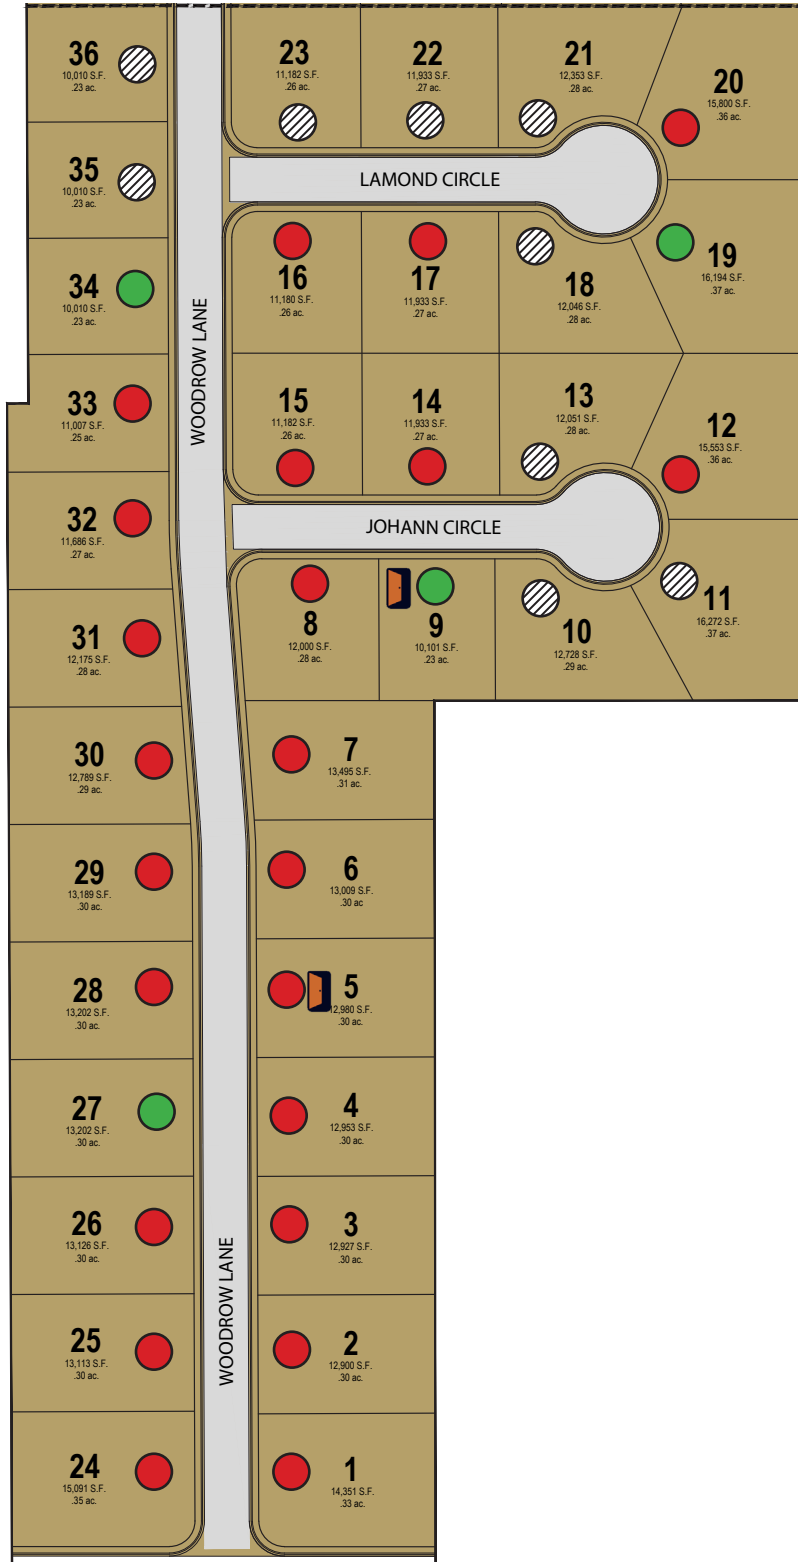 36
10,010 S.F.
.23 ac.
23
11,182 S.F.
.26 ac.
22
11,933 S.F.
.27 ac.
21
12,353 S.F.
.28 ac.
20
15,800 S.F.
.36 ac.
35
10,010 S.F.
.23 ac.
LAMOND CIRCLE
34
10,010 S.F.
.23 ac.
16
11,180 S.F.
.26 ac.
17
11,933 S.F.
.27 ac.
18
12,046 S.F.
.28 ac.
19
16,194 S.F.
.37 ac.
WOODROW LANE
33
11,007 S.F.
.25 ac.
15
11,182 S.F.
.26 ac.
14
11,933 S.F.
.27 ac.
13
12,051 S.F.
.28 ac.
12
15,553 S.F.
.36 ac.
32
11,686 S.F.
.27 ac.
JOHANN CIRCLE
31
12,175 S.F.
.28 ac.
8
12,000 S.F.
.28 ac.
9
10,101 S.F.
.23 ac.
10
12,728 S.F.
.29 ac.
11
16,272 S.F.
.37 ac.
30
12,789 S.F.
.29 ac.
7
13,495 S.F.
.31 ac.
29
13,189 S.F.
.30 ac.
6
13,009 S.F.
.30 ac
28
13,202 S.F.
.30 ac.
5
12,980 S.F.
.30 ac.
27
13,202 S.F.
.30 ac.
4
12,953 S.F.
.30 ac.
26
13,126 S.F.
.30 ac.
3
12,927 S.F.
.30 ac.
WOODROW LANE
25
13,113 S.F.
.30 ac.
2
12,900 S.F.
.30 ac.
24
15,091 S.F.
.35 ac.
1
14,351 S.F.
.33 ac.